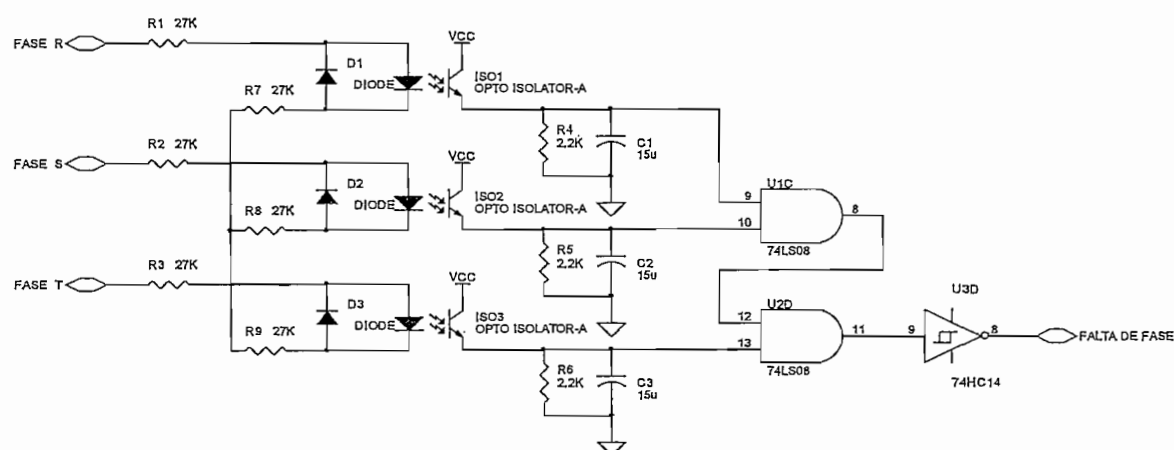 R1 27K
VCC
FASE R
D1
DIODE
ISO1
OPTO ISOLATOR-A
R7 27K
R4
2.2K
C1
15u
R2 27K
VCC
FASE S
D2
DIODE
ISO2
OPTO ISOLATOR-A
R8 27K
U1C
9
8
10
74LS08
R5
2.2K
C2
15u
R3 27K
VCC
FASE T
D3
DIODE
ISO3
OPTO ISOLATOR-A
R9 27K
U2D
12
11
13
74LS08
U3D
9
8
FALTA DE FASE
74HC14
R6
2.2K
C3
15u